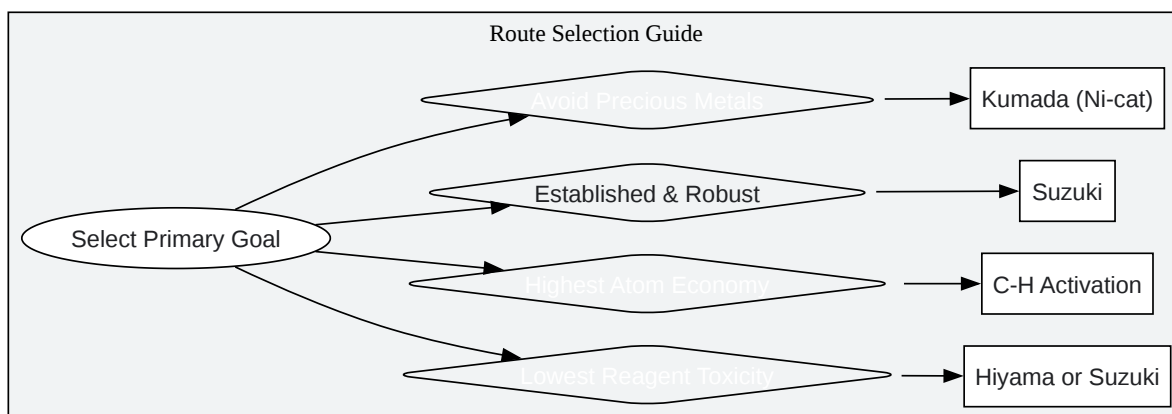 Route Selection Guide
Avoid Precious Metals
Kumada (Ni-cat)
Established & Robust
Suzuki
Select Primary Goal
Highest Atom Economy
C-H Activation
Lowest Reagent Toxicity
Hiyama or Suzuki